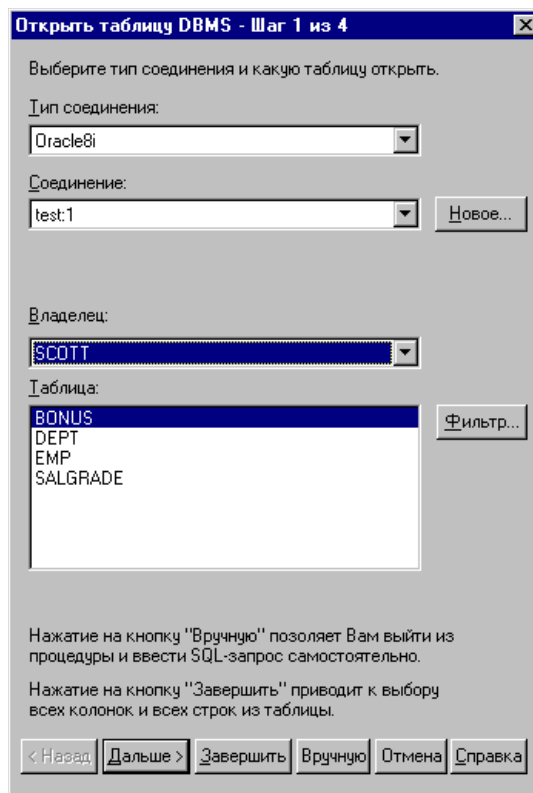 Открыть таблицу DBMS - Шаг 1 из 4
Выберите тип соединения и какую таблицу открыть.
Тип соединения:
Oracle8i
Соединение:
test:1
Новое...
Владелец:
SCOTT
Таблица:
BONUS
DEPT
EMP
SALGRADE
Фильтр...
Нажатие на кнопку "Вручную" позоляет Вам выйти из
процедуры и ввести SQL-запрос самостоятельно.
Нажатие на кнопку "Завершить" приводит к выбору
всех колонок и всех строк из таблицы.
< Назад Дальше > Завершить Вручную Отмена Справка